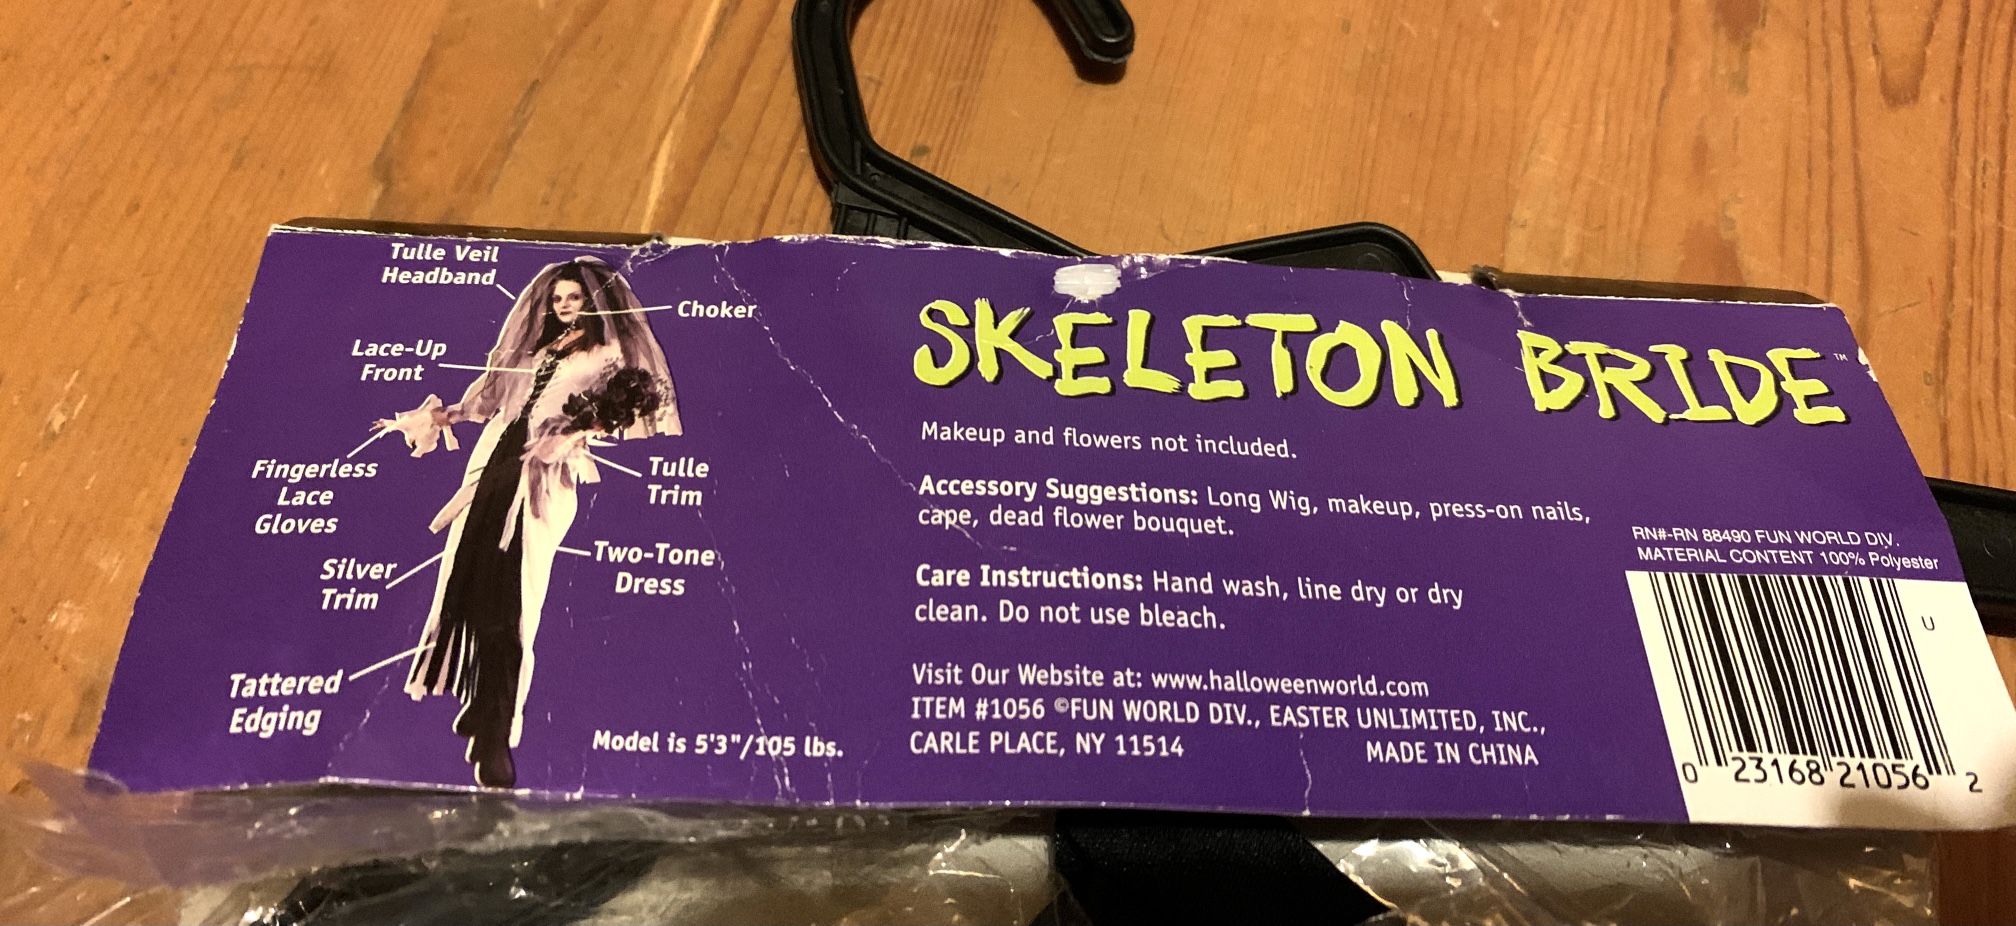 Tulle Veil
Headband
Choker
Lace-Up
Front
Fingerless
Lace
Gloves
Tulle
Trim
Silver
Trim
Two-Tone
Dress
Tattered
Edging
Model is 5'3"/105 lbs.
SKELETON BRIDE™
Makeup and flowers not included.
Accessory Suggestions: Long Wig, makeup, press-on nails,
cape, dead flower bouquet.
Care Instructions: Hand wash, line dry or dry
clean. Do not use bleach.
Visit Our Website at: www.halloweenworld.com
ITEM #1056 ©FUN WORLD DIV., EASTER UNLIMITED, INC.,
CARLE PLACE, NY 11514 MADE IN CHINA
RN#-RN 88490 FUN WORLD DIV.
MATERIAL CONTENT 100% Polyester
U
0 23168 21056 2